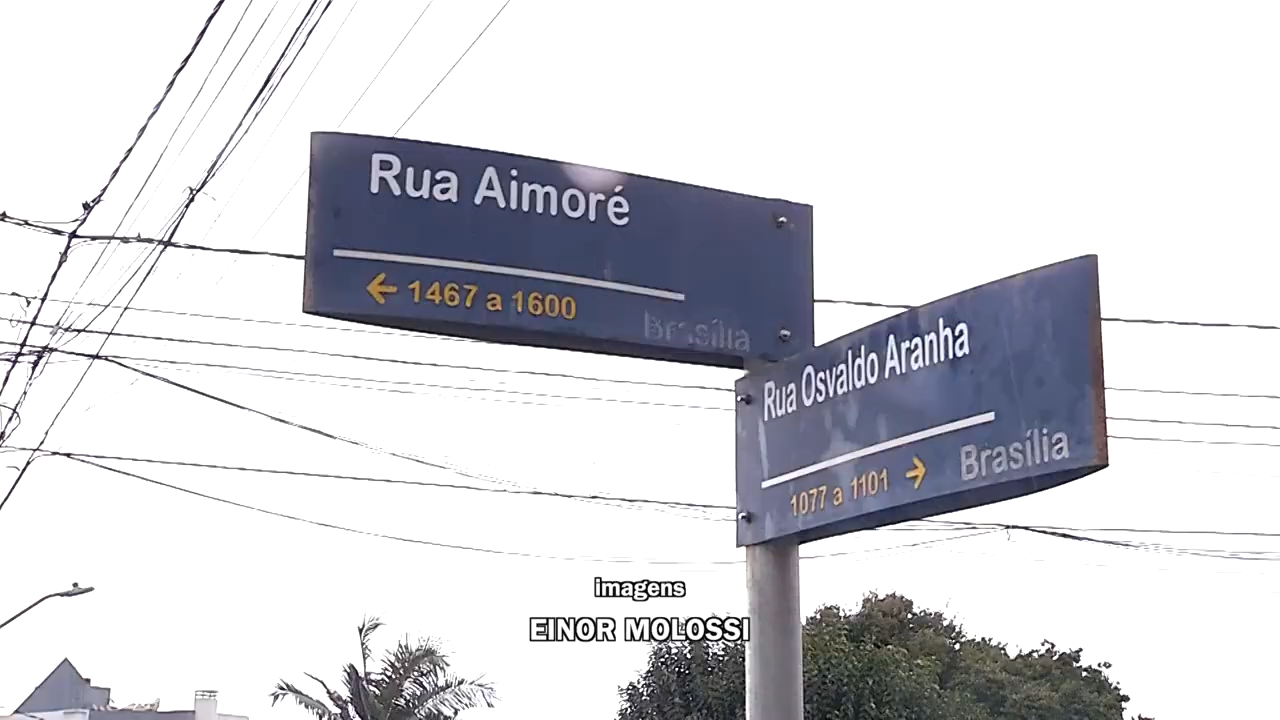 Rua Aimoré
← 1467 a 1600
Brasília
Rua Osvaldo Aranha
1077 a 1101 →
Brasília
imagens
EINOR MOLOSSI